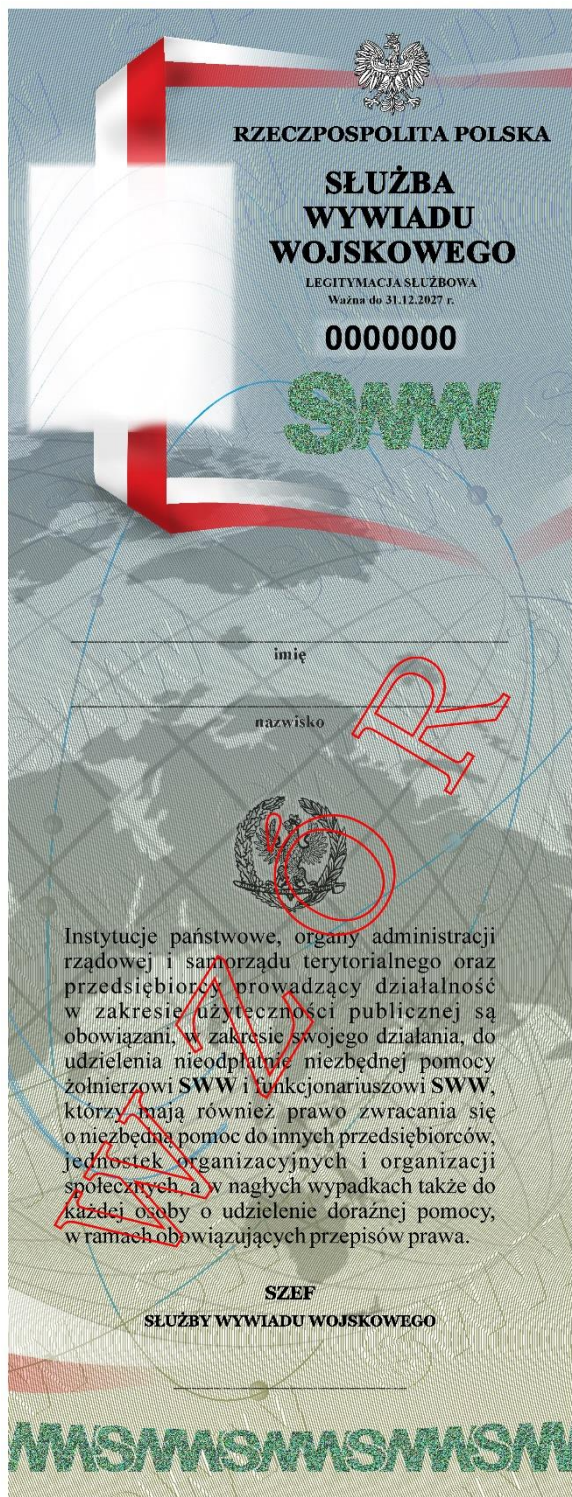 RZECZPOSPOLITA POLSKA
SŁUŻBA
WYWIADU
WOJSKOWEGO
LEGITYMACJA SŁUŻBOWA
Ważna do 31.12.2027 r.
0000000
SWW
imię
nazwisko
WZÓR
Instytucje państwowe, organy administracji
rządowej i samorządu terytorialnego oraz
przedsiębiorcy prowadzący działalność
w zakresie użyteczności publicznej są
obowiązani, w zakresie swojego działania, do
udzielenia nieodpłatnie niezbędnej pomocy
żołnierzowi SWW i funkcjonariuszowi SWW,
którzy mają również prawo zwracania się
o niezbędną pomoc do innych przedsiębiorców,
jednostek organizacyjnych i organizacji
społecznych, a w nagłych wypadkach także do
każdej osoby o udzielenie doraźnej pomocy,
w ramach obowiązujących przepisów prawa.
SZEF
SŁUŻBY WYWIADU WOJSKOWEGO
SWWSWWSWWSWWSWW